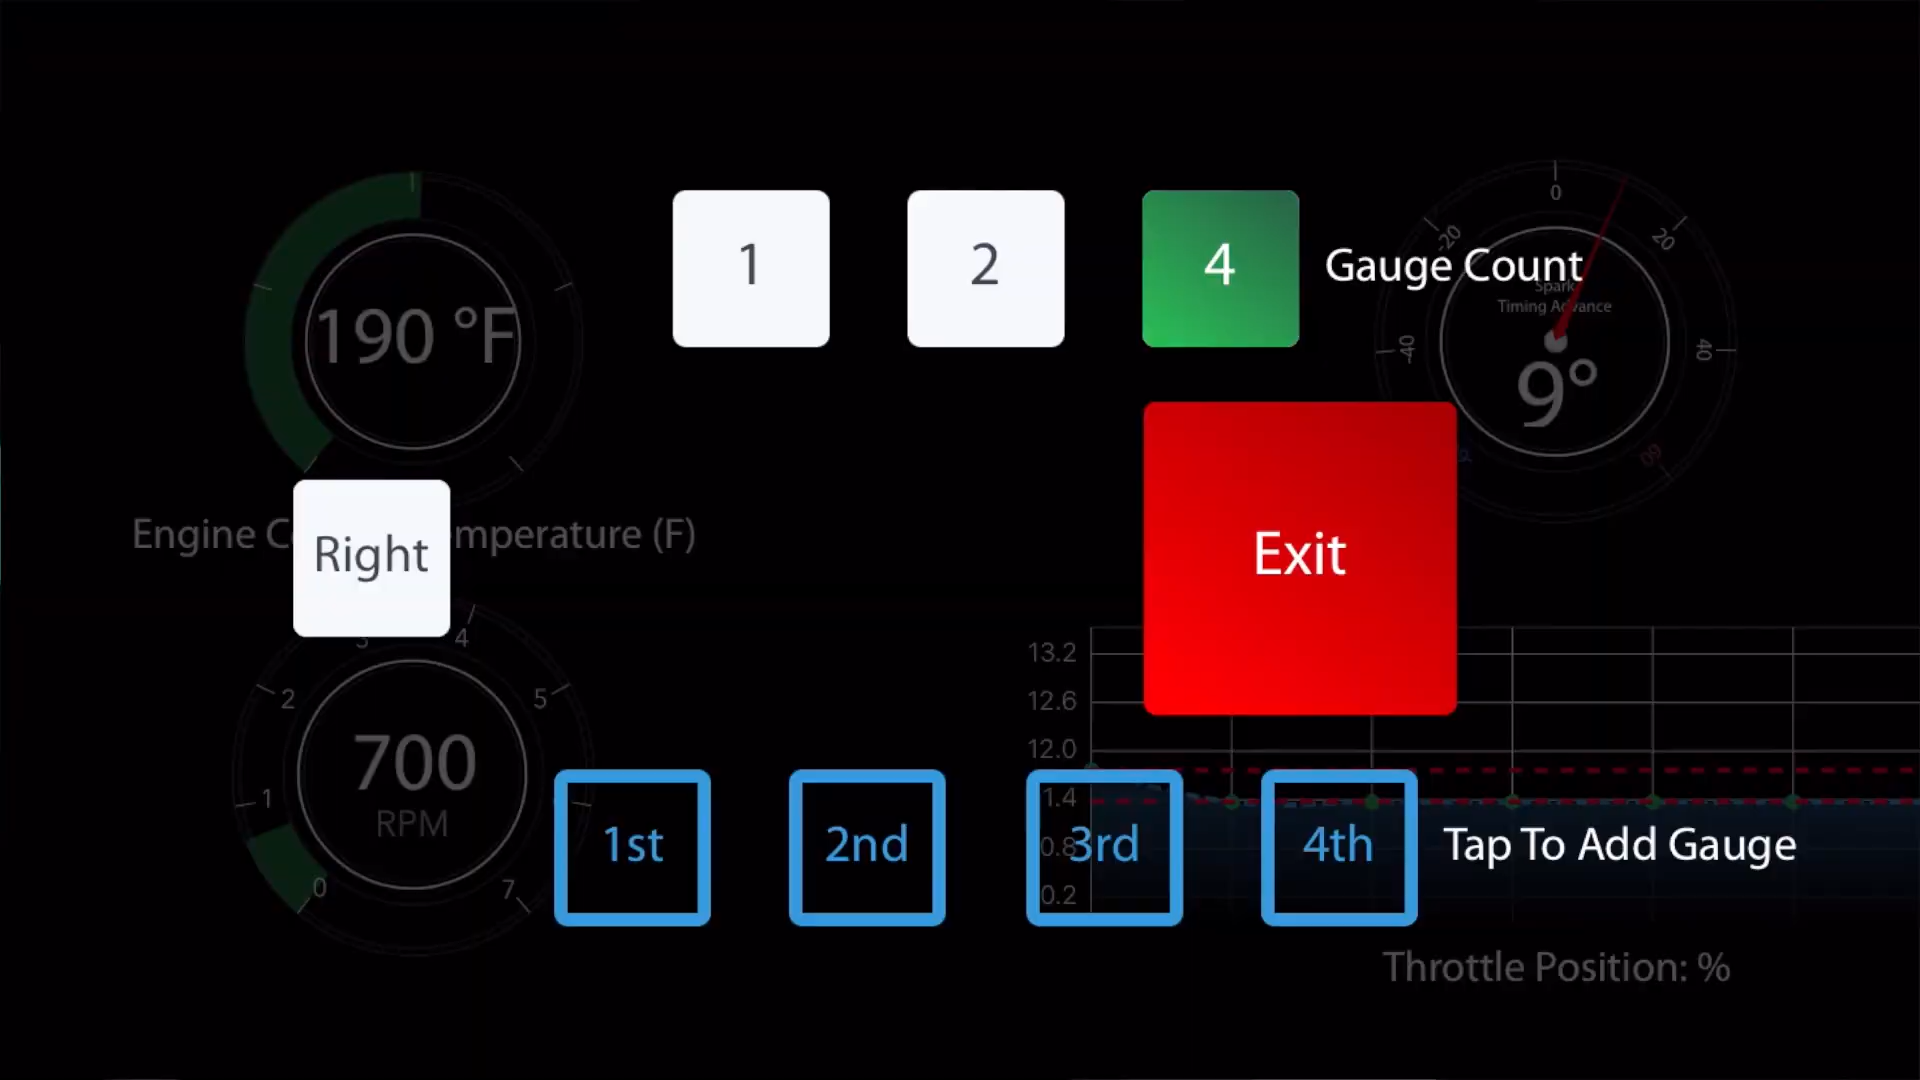 1
2
4
Gauge Count
0
20
-20
40
-40
60
Spark
Timing Advance
9°
190 °F
Engine C
mperature (F)
Right
Exit
3
4
2
5
1
0
7
700
RPM
13.2
12.6
12.0
1.4
0.8
0.2
1st
2nd
3rd
4th
Tap To Add Gauge
Throttle Position: %